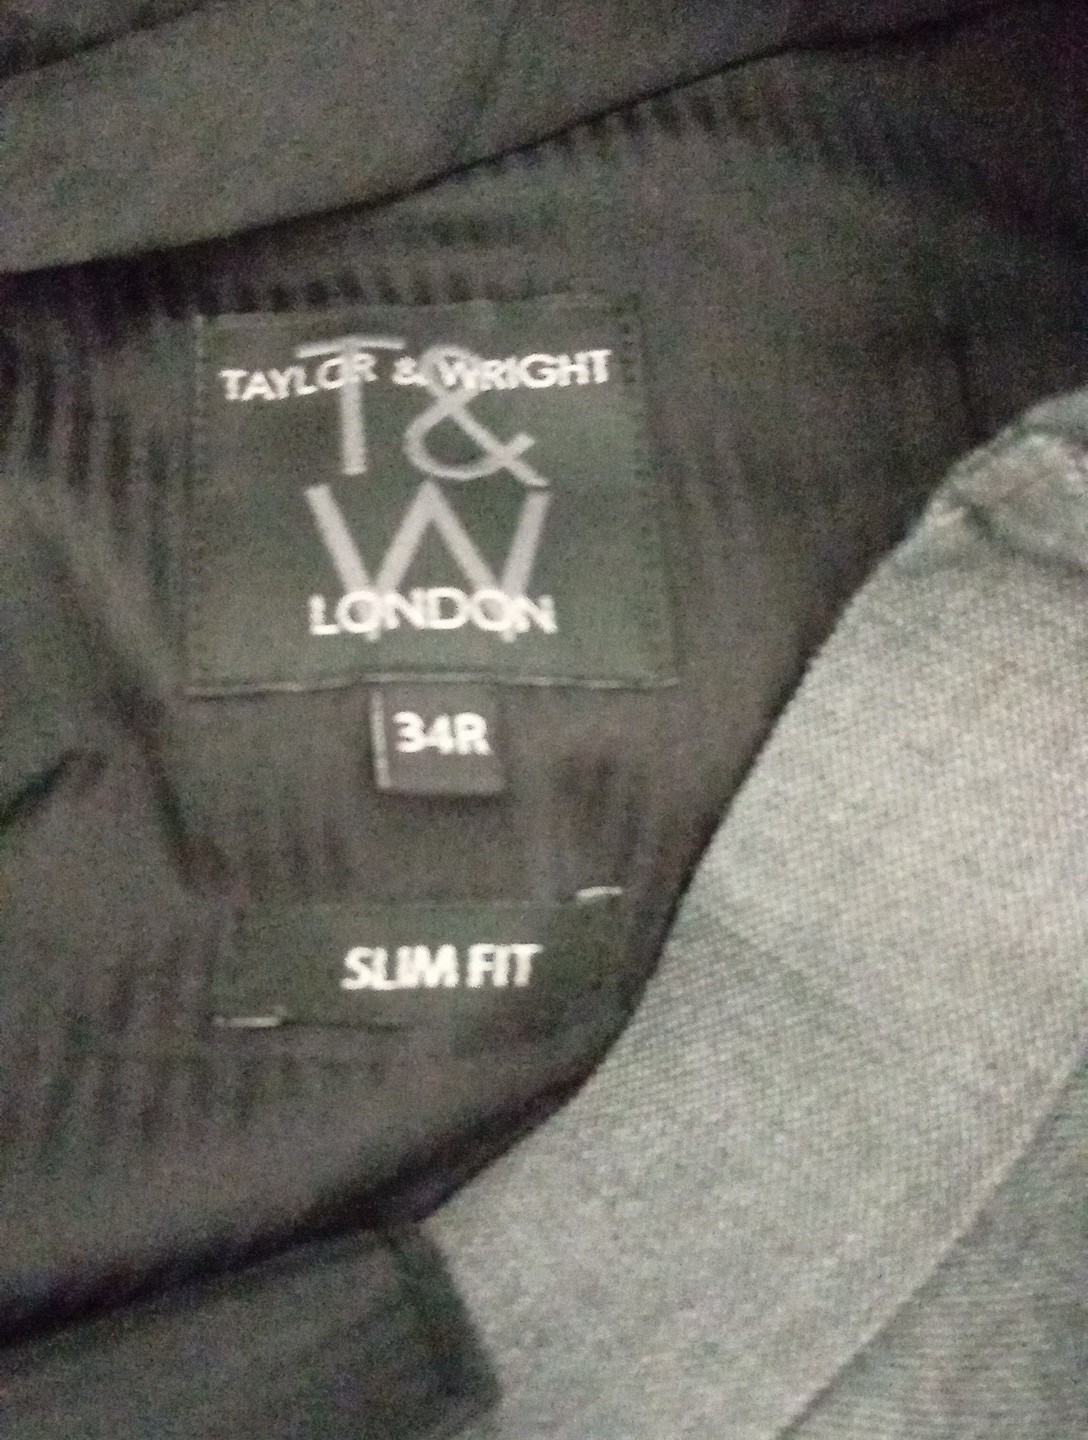 TAYLOR & WRIGHT
T&
W
LONDON
34R
SLIM FIT